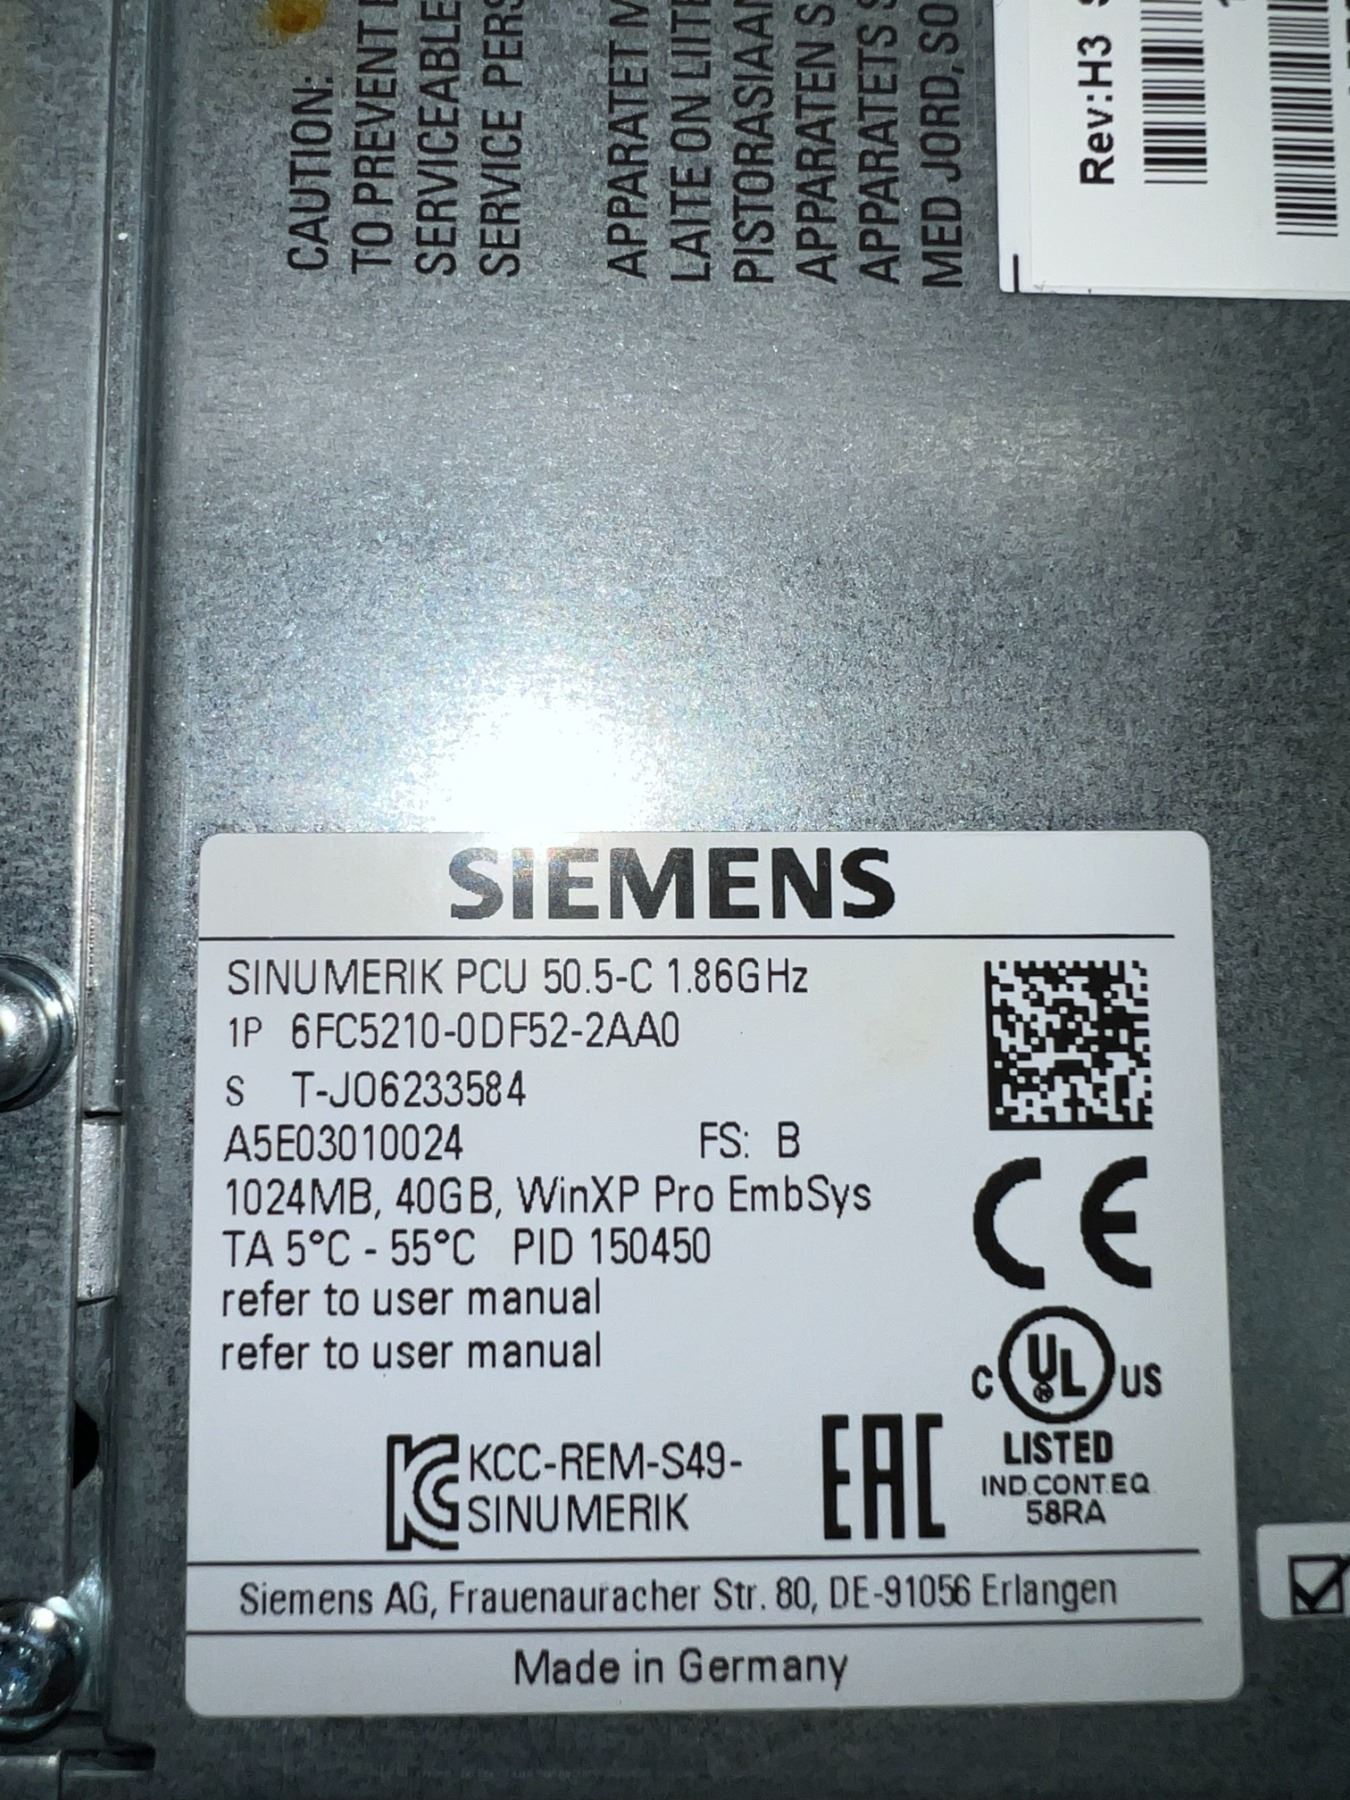 CAUTION:
TO PREVENT
SERVICEABLE
SERVICE
APPARATET
LAITE ON
PISTORASIAAN
APPARATEN
APPARATETS
MED JORD, SO
Rev:H3
SIEMENS
SINUMERIK PCU 50.5-C 1.86GHz
1P 6FC5210-0DF52-2AA0
S T-JO6233584
A5E03010024 FS: B
1024MB, 40GB, WinXP Pro EmbSys
TA 5°C - 55°C PID 150450
refer to user manual
refer to user manual
KCC-REM-S49-
SINUMERIK
EAC
CE
C UL ® US
LISTED
IND.CONT.EQ
58RA
Siemens AG, Frauenauracher Str. 80, DE-91056 Erlangen
Made in Germany